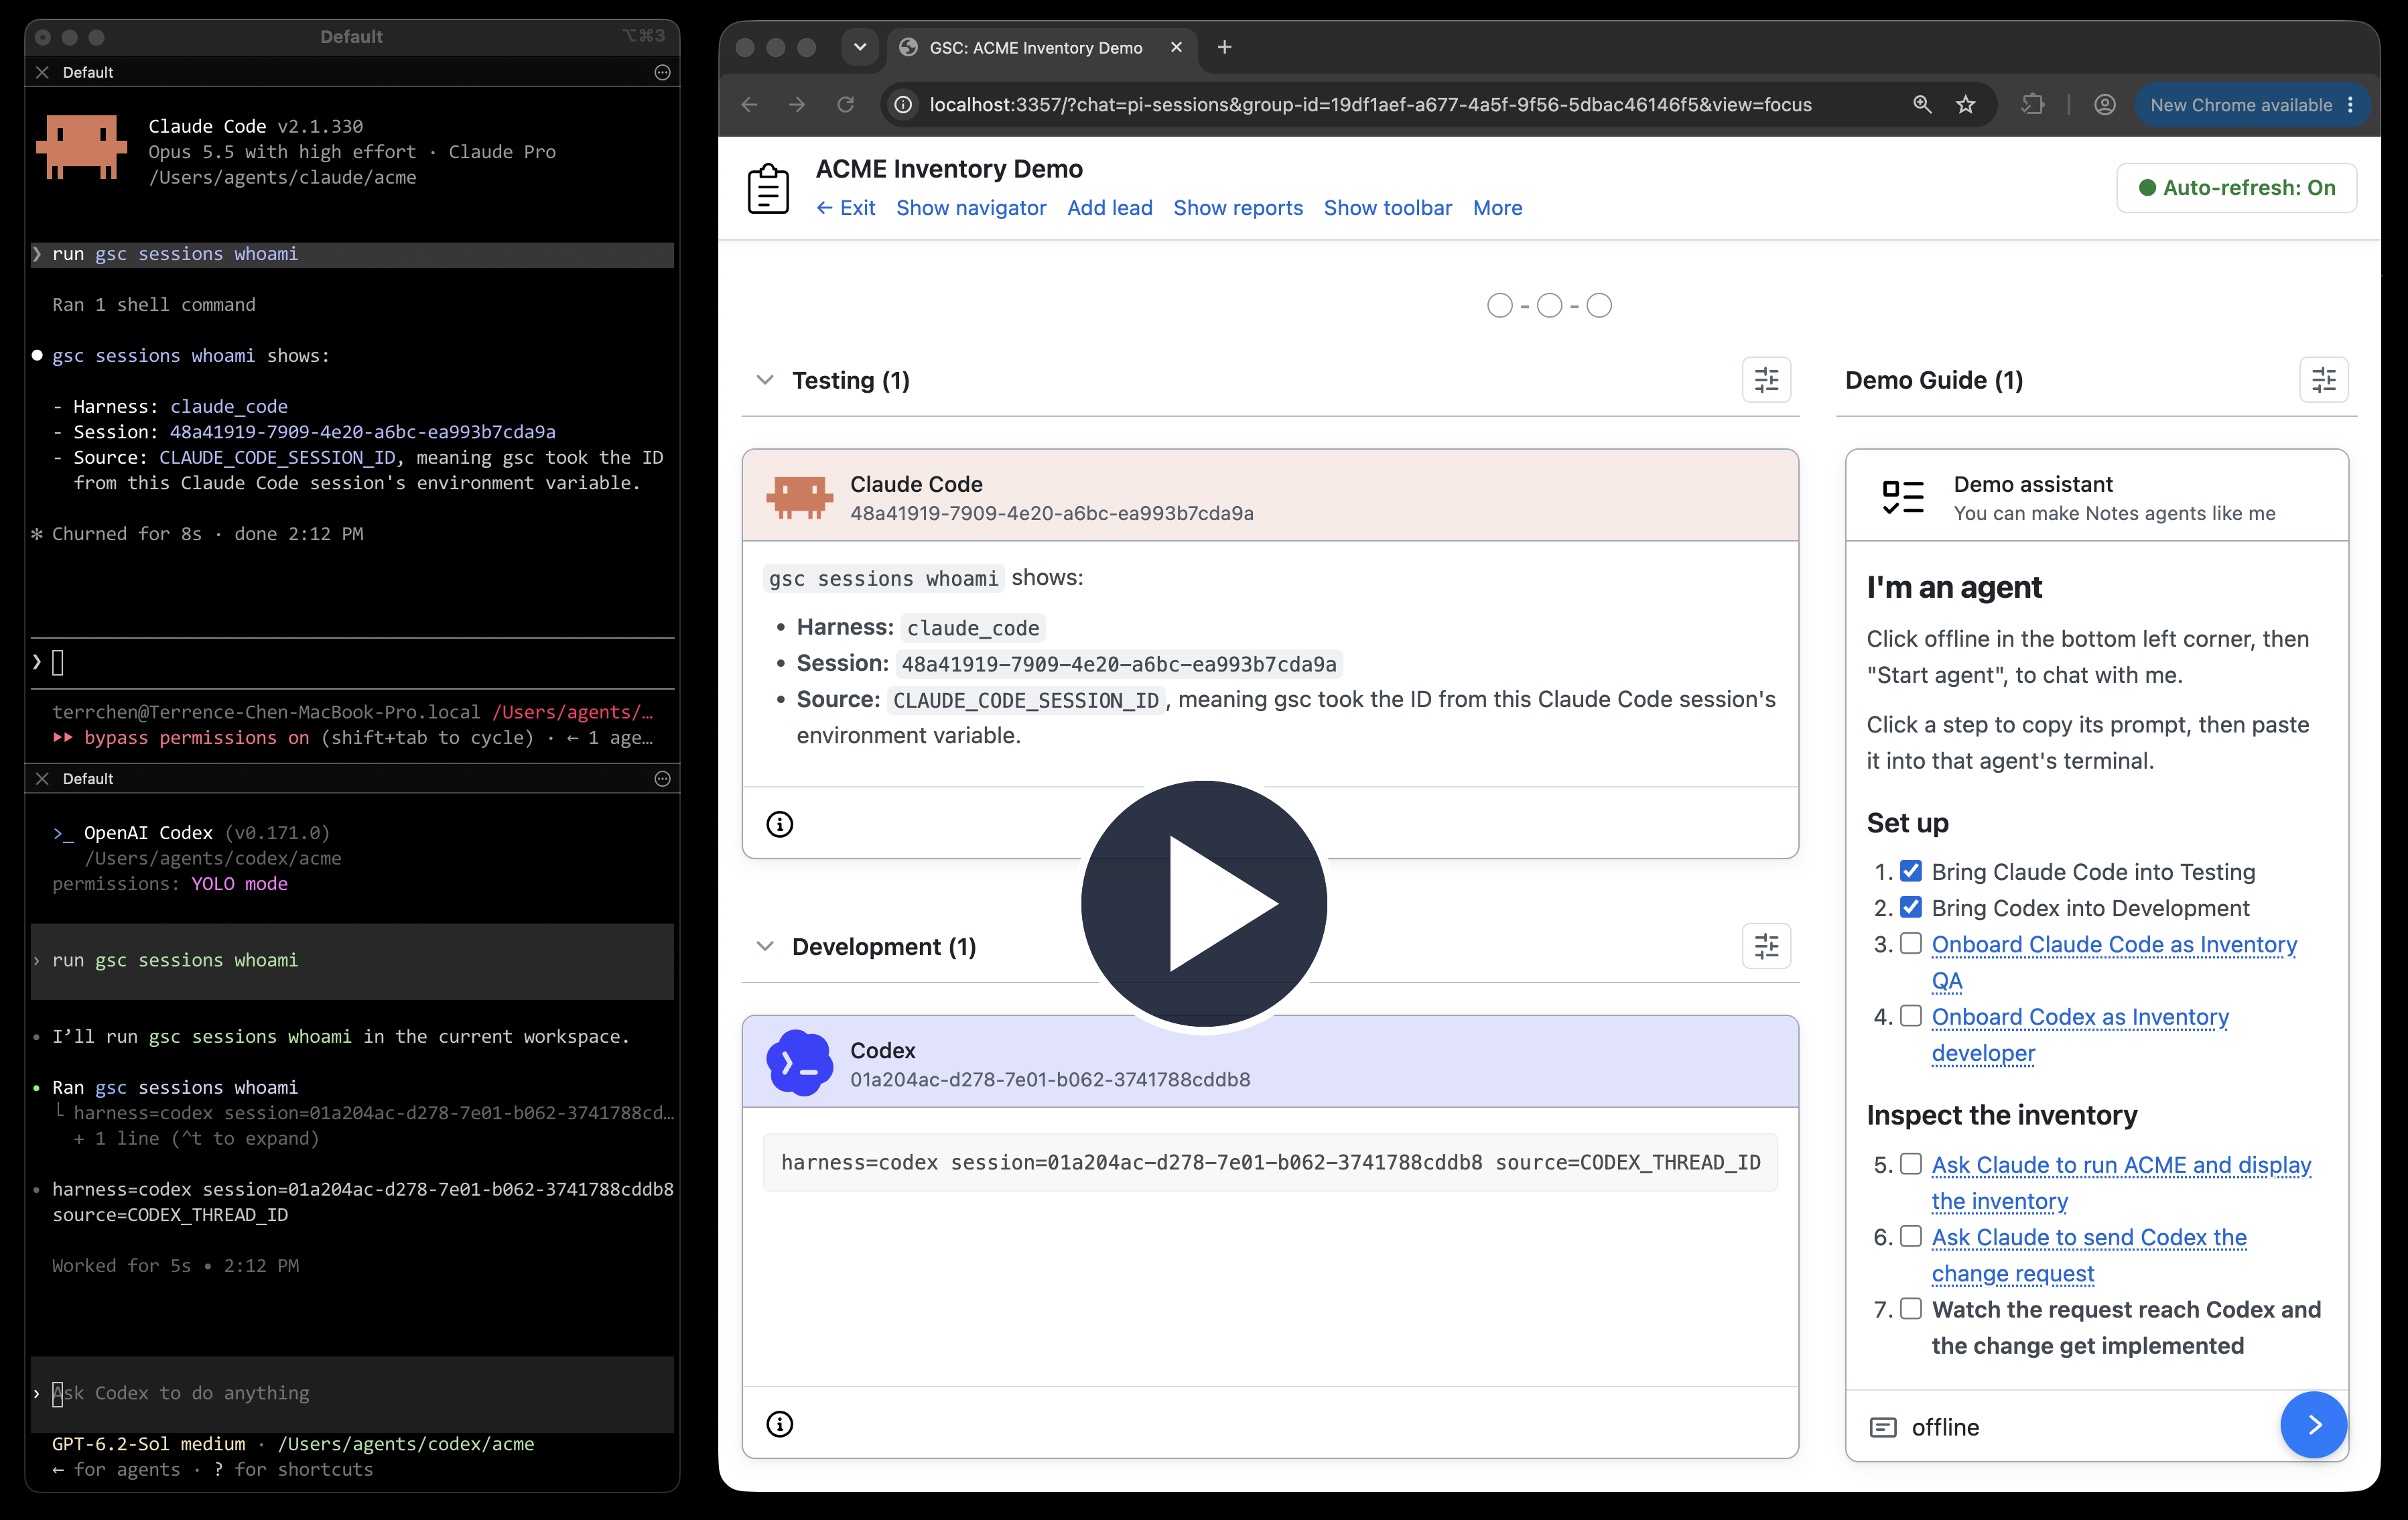 Default
⌥⌘3
Default
Claude Code v2.1.330
Opus 5.5 with high effort · Claude Pro
/Users/agents/claude/acme
❯ run gsc sessions whoami
Ran 1 shell command
● gsc sessions whoami shows:
- Harness: claude_code
- Session: 48a41919-7909-4e20-a6bc-ea993b7cda9a
- Source: CLAUDE_CODE_SESSION_ID, meaning gsc took the ID
from this Claude Code session's environment variable.
✻ Churned for 8s · done 2:12 PM
❯
terrchen@Terrence-Chen-MacBook-Pro.local /Users/agents/…
⏵⏵ bypass permissions on (shift+tab to cycle) · ← 1 age…
Default
>_ OpenAI Codex (v0.171.0)
/Users/agents/codex/acme
permissions: YOLO mode
› run gsc sessions whoami
• I’ll run gsc sessions whoami in the current workspace.
• Ran gsc sessions whoami
└ harness=codex session=01a204ac-d278-7e01-b062-3741788cd…
+ 1 line (^t to expand)
• harness=codex session=01a204ac-d278-7e01-b062-3741788cddb8
source=CODEX_THREAD_ID
Worked for 5s • 2:12 PM
› Ask Codex to do anything
GPT-6.2-Sol medium · /Users/agents/codex/acme
← for agents · ? for shortcuts
GSC: ACME Inventory Demo
localhost:3357/?chat=pi-sessions&group-id=19df1aef-a677-4a5f-9f56-5dbac46146f5&view=focus
New Chrome available
ACME Inventory Demo
← Exit Show navigator Add lead Show reports Show toolbar More
Auto-refresh: On
Testing (1)
Claude Code
48a41919-7909-4e20-a6bc-ea993b7cda9a
gsc sessions whoami shows:
• Harness: claude_code
• Session: 48a41919-7909-4e20-a6bc-ea993b7cda9a
• Source: CLAUDE_CODE_SESSION_ID, meaning gsc took the ID from this Claude Code session's
environment variable.
Development (1)
Codex
01a204ac-d278-7e01-b062-3741788cddb8
harness=codex session=01a204ac-d278-7e01-b062-3741788cddb8 source=CODEX_THREAD_ID
Demo Guide (1)
Demo assistant
You can make Notes agents like me
I'm an agent
Click offline in the bottom left corner, then
"Start agent", to chat with me.
Click a step to copy its prompt, then paste
it into that agent's terminal.
Set up
1. Bring Claude Code into Testing
2. Bring Codex into Development
3. Onboard Claude Code as Inventory
QA
4. Onboard Codex as Inventory
developer
Inspect the inventory
5. Ask Claude to run ACME and display
the inventory
6. Ask Claude to send Codex the
change request
7. Watch the request reach Codex and
the change get implemented
offline